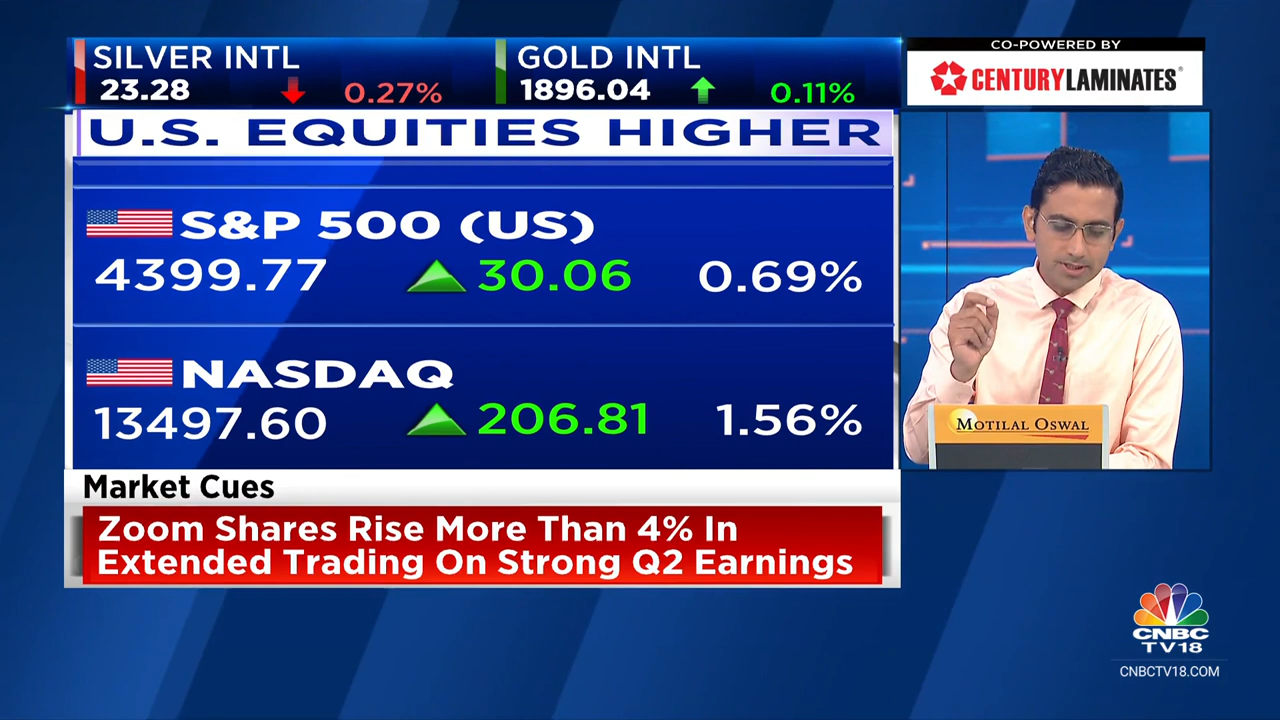 SILVER INTL
23.28 0.27%
GOLD INTL
1896.04 0.11%
CO-POWERED BY
CENTURYLAMINATES®
U.S. EQUITIES HIGHER
S&P 500 (US)
4399.77 30.06 0.69%
NASDAQ
13497.60 206.81 1.56%
MOTILAL OSWAL
Market Cues
Zoom Shares Rise More Than 4% In
Extended Trading On Strong Q2 Earnings
CNBC
TV18
CNBCTV18.COM